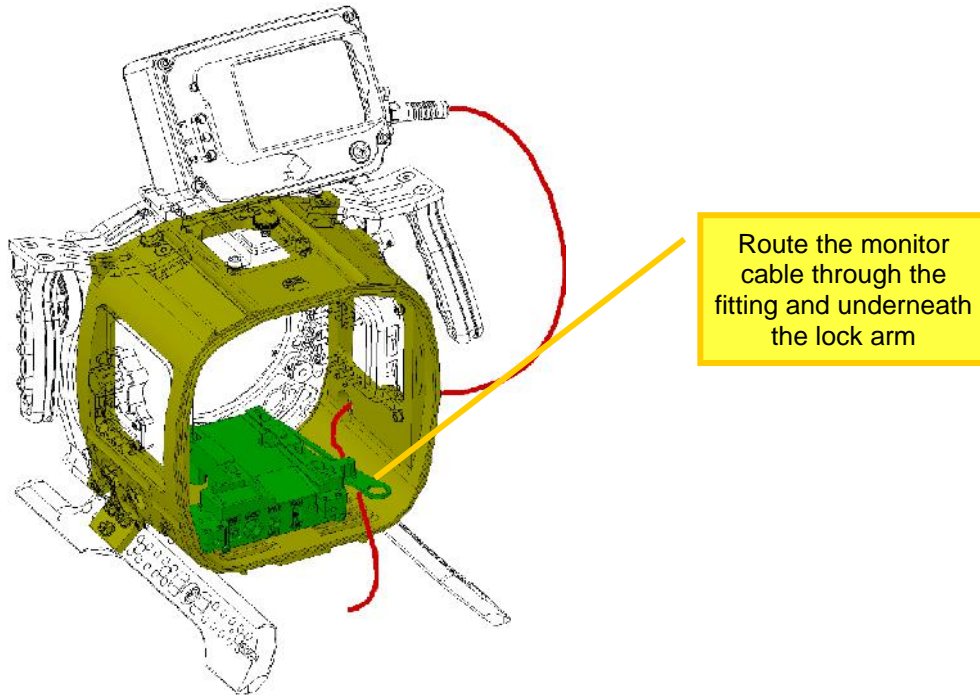 Route the monitor
cable through the
fitting and underneath
the lock arm